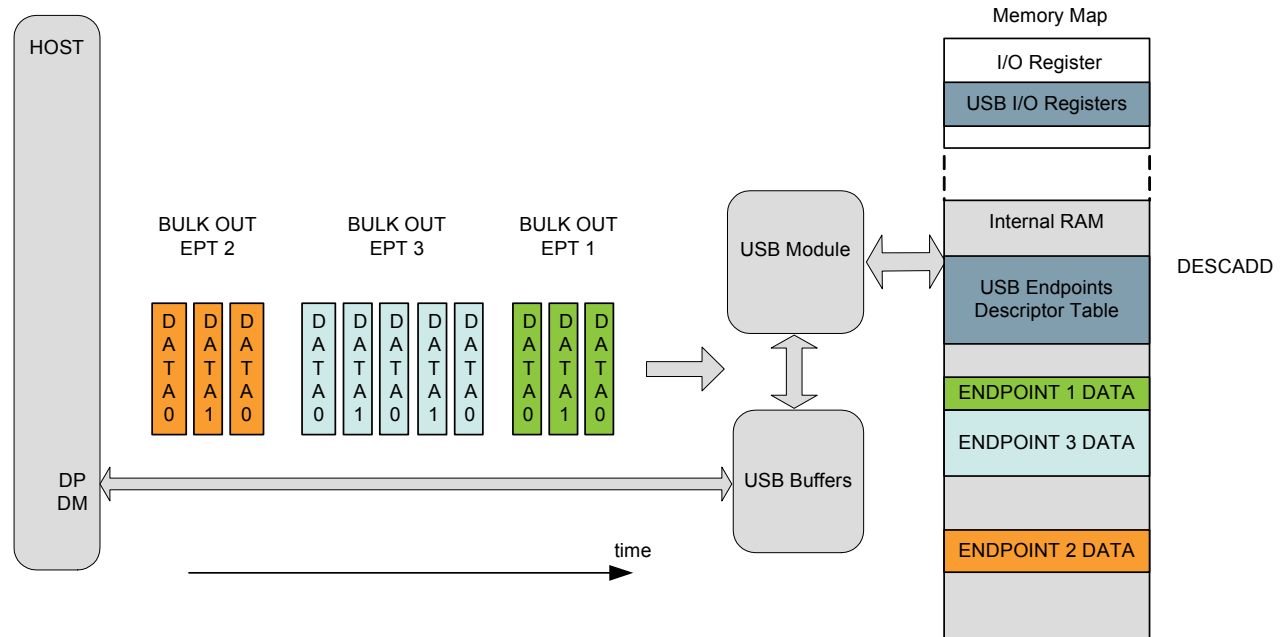 Memory Map
HOST
I/O Register
USB I/O Registers
BULK OUT
EPT 2
BULK OUT
EPT 3
BULK OUT
EPT 1
USB Module
Internal RAM
USB Endpoints
Descriptor Table
DESCADD
DATA0
DATA1
DATA0
DATA0
DATA1
DATA0
DATA1
DATA0
DATA0
DATA1
DATA0
ENDPOINT 1 DATA
ENDPOINT 3 DATA
DP
DM
USB Buffers
time
ENDPOINT 2 DATA